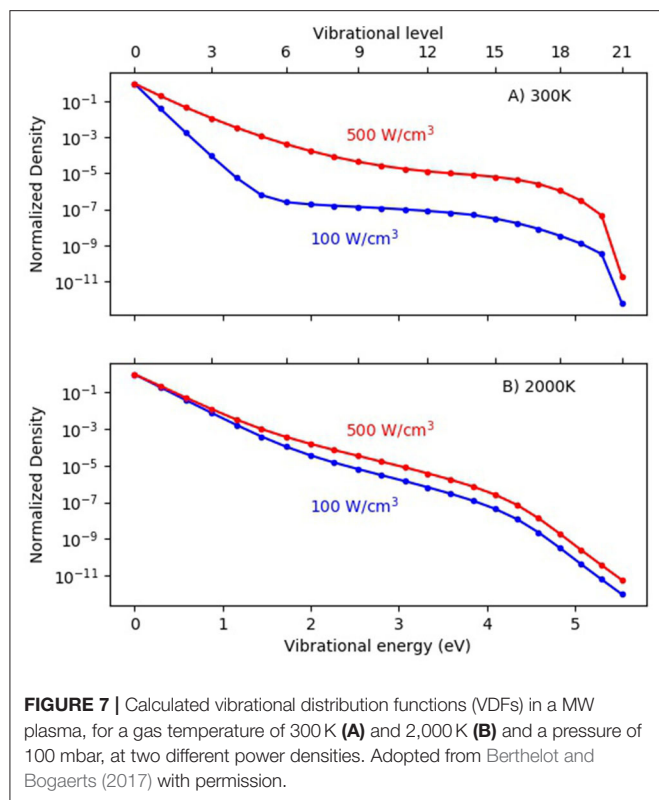 Vibrational level
0 3 6 9 12 15 18 21
A) 300K
500 W/cm³
100 W/cm³
Normalized Density
10⁻¹
10⁻³
10⁻⁵
10⁻⁷
10⁻⁹
10⁻¹¹
B) 2000K
500 W/cm³
100 W/cm³
Normalized Density
10⁻¹
10⁻³
10⁻⁵
10⁻⁷
10⁻⁹
10⁻¹¹
0 1 2 3 4 5
Vibrational energy (eV)
FIGURE 7 | Calculated vibrational distribution functions (VDFs) in a MW
plasma, for a gas temperature of 300 K (A) and 2,000 K (B) and a pressure of
100 mbar, at two different power densities. Adopted from Berthelot and
Bogaerts (2017) with permission.